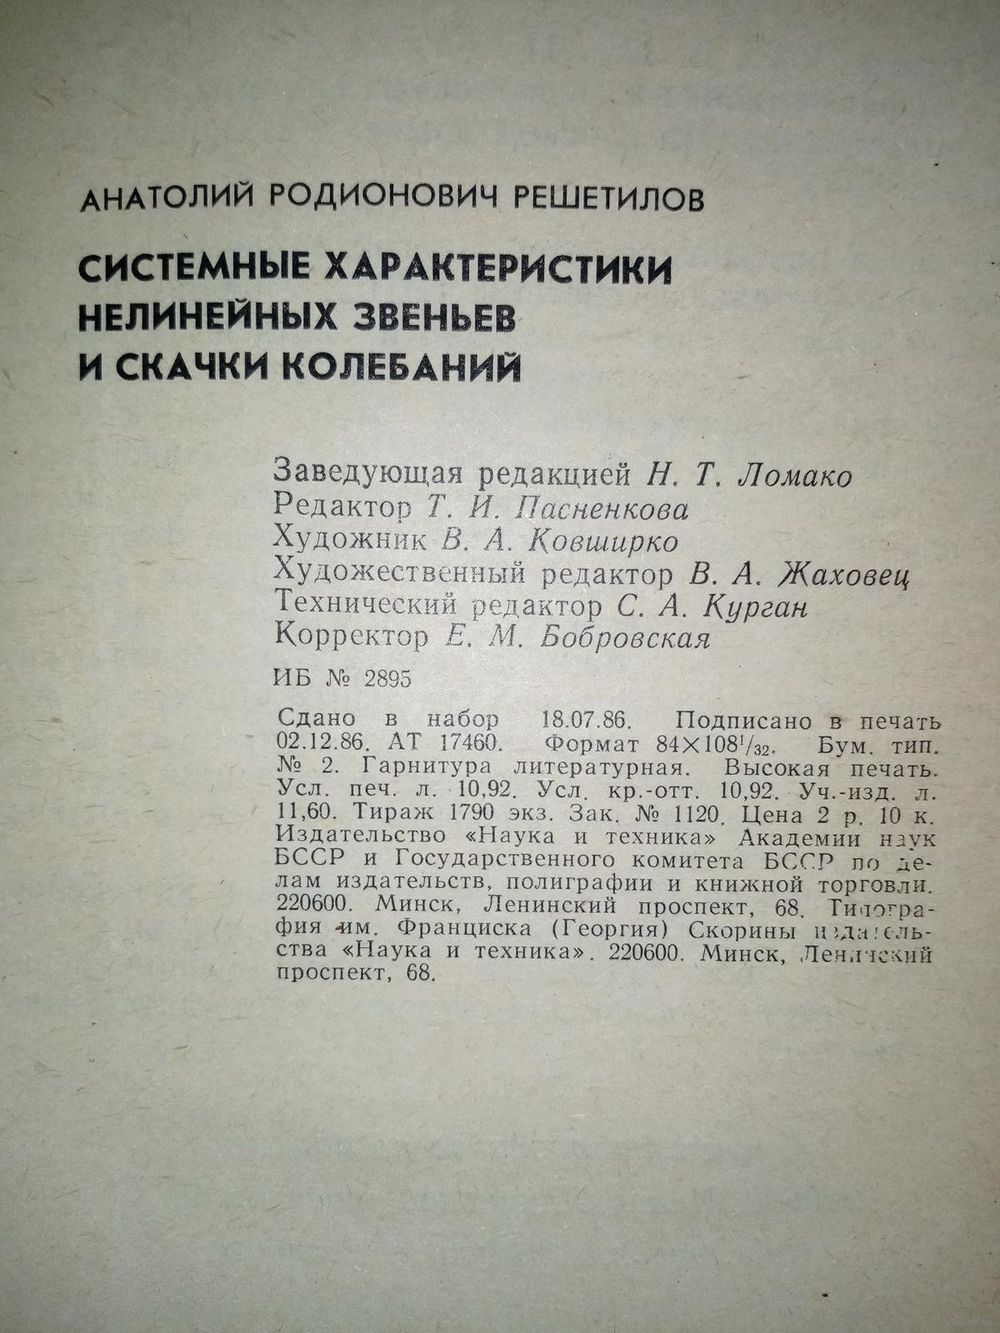 АНАТОЛИЙ РОДИОНОВИЧ РЕШЕТИЛОВ
СИСТЕМНЫЕ ХАРАКТЕРИСТИКИ
НЕЛИНЕЙНЫХ ЗВЕНЬЕВ
И СКАЧКИ КОЛЕБАНИЙ
Заведующая редакцией Н. Т. Ломако
Редактор Т. И. Пасненкова
Художник В. А. Ковширко
Художественный редактор В. А. Жаховец
Технический редактор С. А. Курган
Корректор Е. М. Бобровская
ИБ № 2895
Сдано в набор 18.07.86. Подписано в печать
02.12.86. АТ 17460. Формат 84×108¹/₃₂. Бум. тип.
№ 2. Гарнитура литературная. Высокая печать.
Усл. печ. л. 10,92. Усл. кр.-отт. 10,92. Уч.-изд. л.
11,60. Тираж 1790 экз. Зак. № 1120. Цена 2 р. 10 к.
Издательство «Наука и техника» Академии наук
БССР и Государственного комитета БССР по де-
лам издательств, полиграфии и книжной торговли.
220600. Минск, Ленинский проспект, 68. Типогра-
фия им. Франциска (Георгия) Скорины издатель-
ства «Наука и техника». 220600. Минск, Ленинский
проспект, 68.